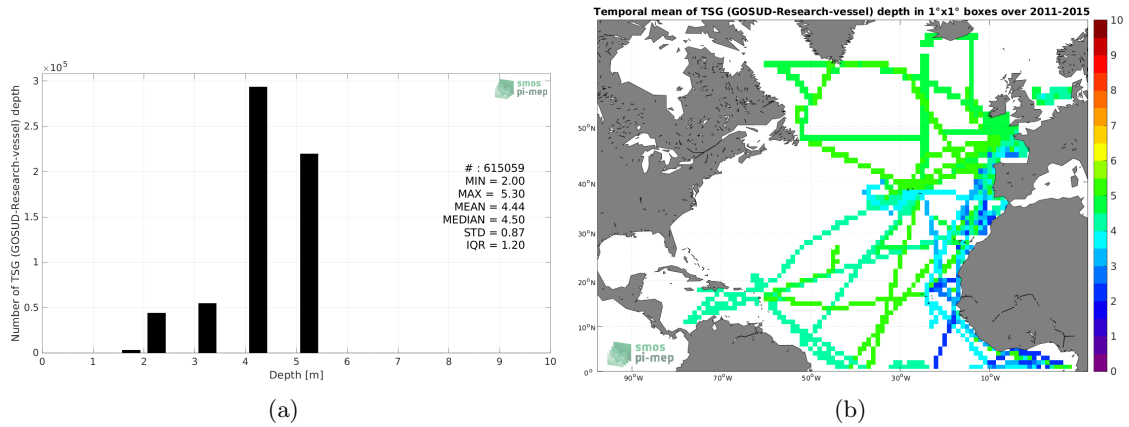 ×10⁵
3
2.5
2
1.5
1
0.5
0
0 1 2 3 4 5 6 7 8 9 10
Number of TSG (GOSUD-Research-vessel) depth
Depth [m]
smos
pi-mep
# : 615059
MIN = 2.00
MAX = 5.30
MEAN = 4.44
MEDIAN = 4.50
STD = 0.87
IQR = 1.20
(a)
Temporal mean of TSG (GOSUD-Research-vessel) depth in 1°x1° boxes over 2011-2015
50°N
40°N
30°N
20°N
10°N
0°
90°W 70°W 50°W 30°W 10°W
smos
pi-mep
10
9
8
7
6
5
4
3
2
1
0
(b)